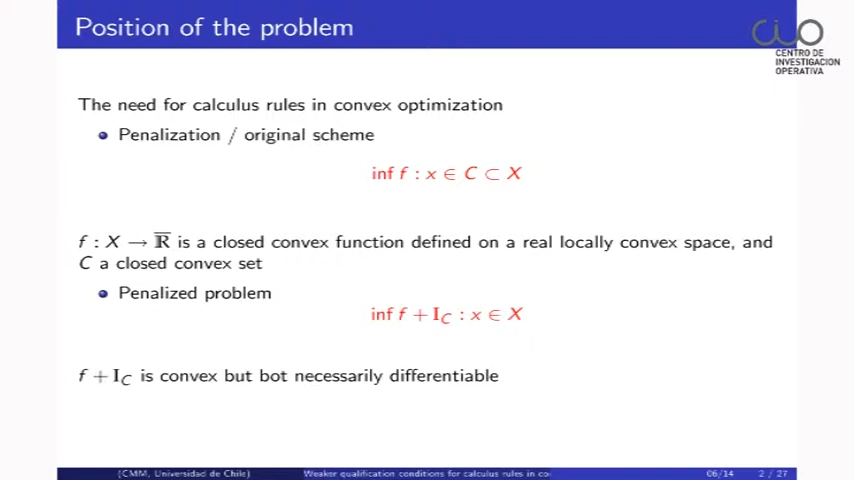 Position of the problem
CIO
CENTRO DE
INVESTIGACION
OPERATIVA
The need for calculus rules in convex optimization
Penalization / original scheme
inf f : x ∈ C ⊂ X
f : X → ℝ̅ is a closed convex function defined on a real locally convex space, and
C a closed convex set
Penalized problem
inf f + I_C : x ∈ X
f + I_C is convex but bot necessarily differentiable
(CMM, Universidad de Chile)
Weaker qualification conditions for calculus rules in co
06/14
2 / 27